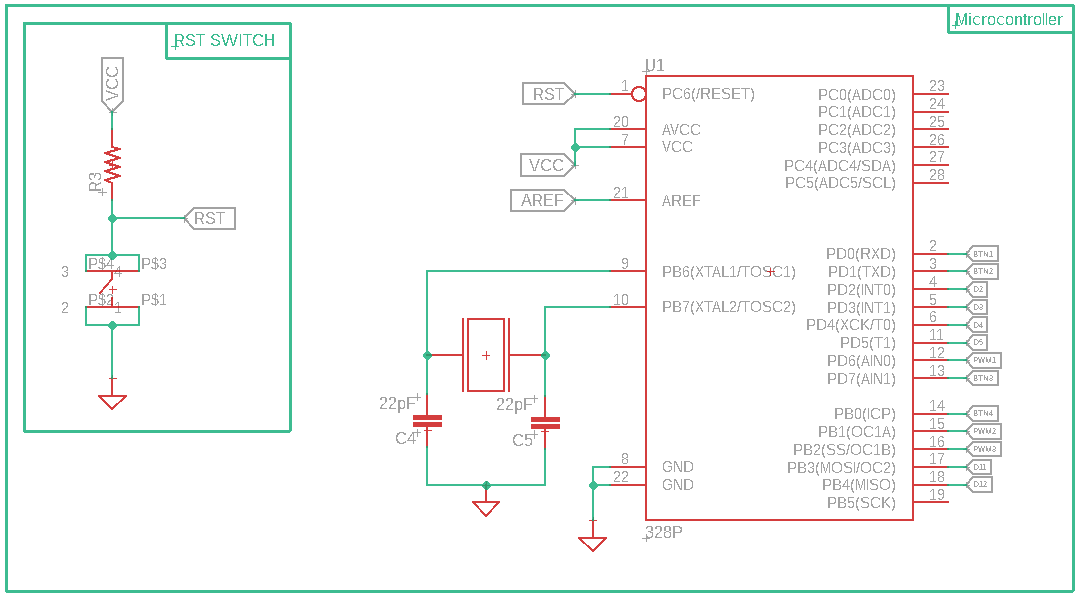 Microcontroller
RST SWITCH
VCC
R3
RST
3
P$4
4
P$3
2
P$2
1
P$1
U1
RST
1
PC6(/RESET)
20
AVCC
VCC
7
VCC
AREF
21
AREF
9
PB6(XTAL1/TOSC1)
10
PB7(XTAL2/TOSC2)
22pF
C4
22pF
C5
8
GND
22
GND
328P
PC0(ADC0)
23
PC1(ADC1)
24
PC2(ADC2)
25
PC3(ADC3)
26
PC4(ADC4/SDA)
27
PC5(ADC5/SCL)
28
PD0(RXD)
2
BTN1
PD1(TXD)
3
BTN2
PD2(INT0)
4
D2
PD3(INT1)
5
D3
PD4(XCK/T0)
6
D4
PD5(T1)
11
D5
PD6(AIN0)
12
PWM1
PD7(AIN1)
13
BTN3
PB0(ICP)
14
BTN4
PB1(OC1A)
15
PWM2
PB2(SS/OC1B)
16
PWM3
PB3(MOSI/OC2)
17
D11
PB4(MISO)
18
D12
PB5(SCK)
19